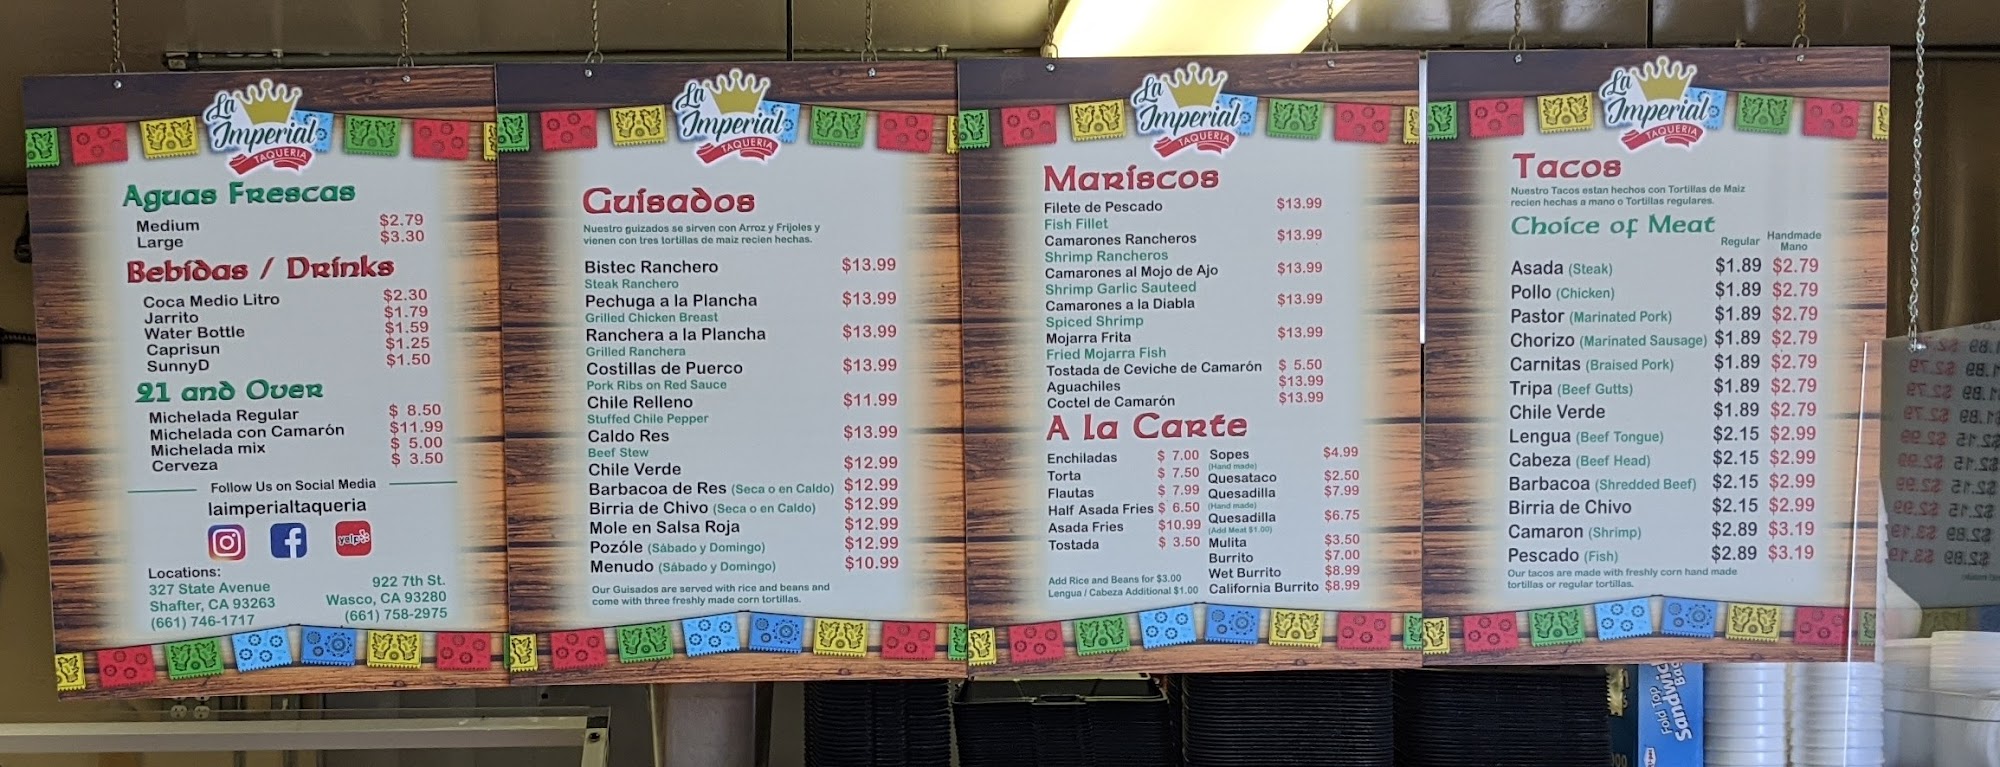 La
Imperial
TAQUERIA
Aguas Frescas
Medium $2.79
Large $3.30
Bebidas / Drinks
Coca Medio Litro $2.30
Jarrito $1.79
Water Bottle $1.59
Caprisun $1.25
SunnyD $1.50
21 and Over
Michelada Regular $ 8.50
Michelada con Camarón $11.99
Michelada mix $ 5.00
Cerveza $ 3.50
Follow Us on Social Media
laimperialtaqueria
yelp
Locations:
327 State Avenue
Shafter, CA 93263
(661) 746-1717
922 7th St.
Wasco, CA 93280
(661) 758-2975
La
Imperial
TAQUERIA
Guisados
Nuestro guizados se sirven con Arroz y Frijoles y
vienen con tres tortillas de maiz recien hechas.
Bistec Ranchero $13.99
Steak Ranchero
Pechuga a la Plancha $13.99
Grilled Chicken Breast
Ranchera a la Plancha $13.99
Grilled Ranchera
Costillas de Puerco $13.99
Pork Ribs on Red Sauce
Chile Relleno $11.99
Stuffed Chile Pepper
Caldo Res $13.99
Beef Stew
Chile Verde $12.99
Barbacoa de Res (Seca o en Caldo) $12.99
Birria de Chivo (Seca o en Caldo) $12.99
Mole en Salsa Roja $12.99
Pozóle (Sábado y Domingo) $12.99
Menudo (Sábado y Domingo) $10.99
Our Guisados are served with rice and beans and
come with three freshly made corn tortillas.
La
Imperial
TAQUERIA
Mariscos
Filete de Pescado $13.99
Fish Fillet
Camarones Rancheros $13.99
Shrimp Rancheros
Camarones al Mojo de Ajo $13.99
Shrimp Garlic Sauteed
Camarones a la Diabla $13.99
Spiced Shrimp
Mojarra Frita $13.99
Fried Mojarra Fish
Tostada de Ceviche de Camarón $ 5.50
Aguachiles $13.99
Coctel de Camarón $13.99
A la Carte
Enchiladas $ 7.00
Torta $ 7.50
Flautas $ 7.99
Half Asada Fries $ 6.50
Asada Fries $10.99
Tostada $ 3.50
Add Rice and Beans for $3.00
Lengua / Cabeza Additional $1.00
Sopes $4.99
(Hand made)
Quesataco $2.50
Quesadilla $7.99
(Hand made)
Quesadilla $6.75
(Add Meat $1.00)
Mulita $3.50
Burrito $7.00
Wet Burrito $8.99
California Burrito $8.99
La
Imperial
TAQUERIA
Tacos
Nuestro Tacos estan hechos con Tortillas de Maiz
recien hechas a mano o Tortillas regulares.
Choice of Meat
Regular Handmade
Mano
Asada (Steak) $1.89 $2.79
Pollo (Chicken) $1.89 $2.79
Pastor (Marinated Pork) $1.89 $2.79
Chorizo (Marinated Sausage) $1.89 $2.79
Carnitas (Braised Pork) $1.89 $2.79
Tripa (Beef Gutts) $1.89 $2.79
Chile Verde $1.89 $2.79
Lengua (Beef Tongue) $2.15 $2.99
Cabeza (Beef Head) $2.15 $2.99
Barbacoa (Shredded Beef) $2.15 $2.99
Birria de Chivo $2.15 $2.99
Camaron (Shrimp) $2.89 $3.19
Pescado (Fish) $2.89 $3.19
Our tacos are made with freshly corn hand made
tortillas or regular tortillas.
Fold Top